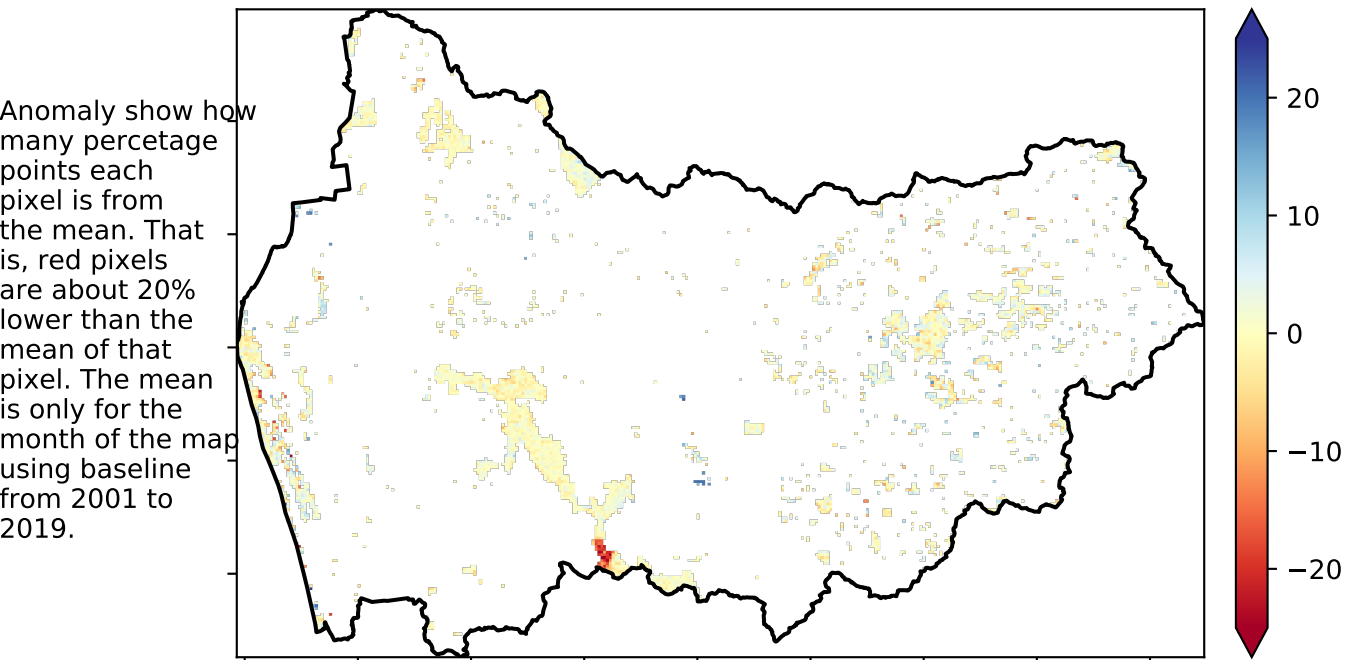 Anomaly show how
many percetage
points each
pixel is from
the mean. That
is, red pixels
are about 20%
lower than the
mean of that
pixel. The mean
is only for the
month of the map
using baseline
from 2001 to
2019.
20
10
0
−10
−20